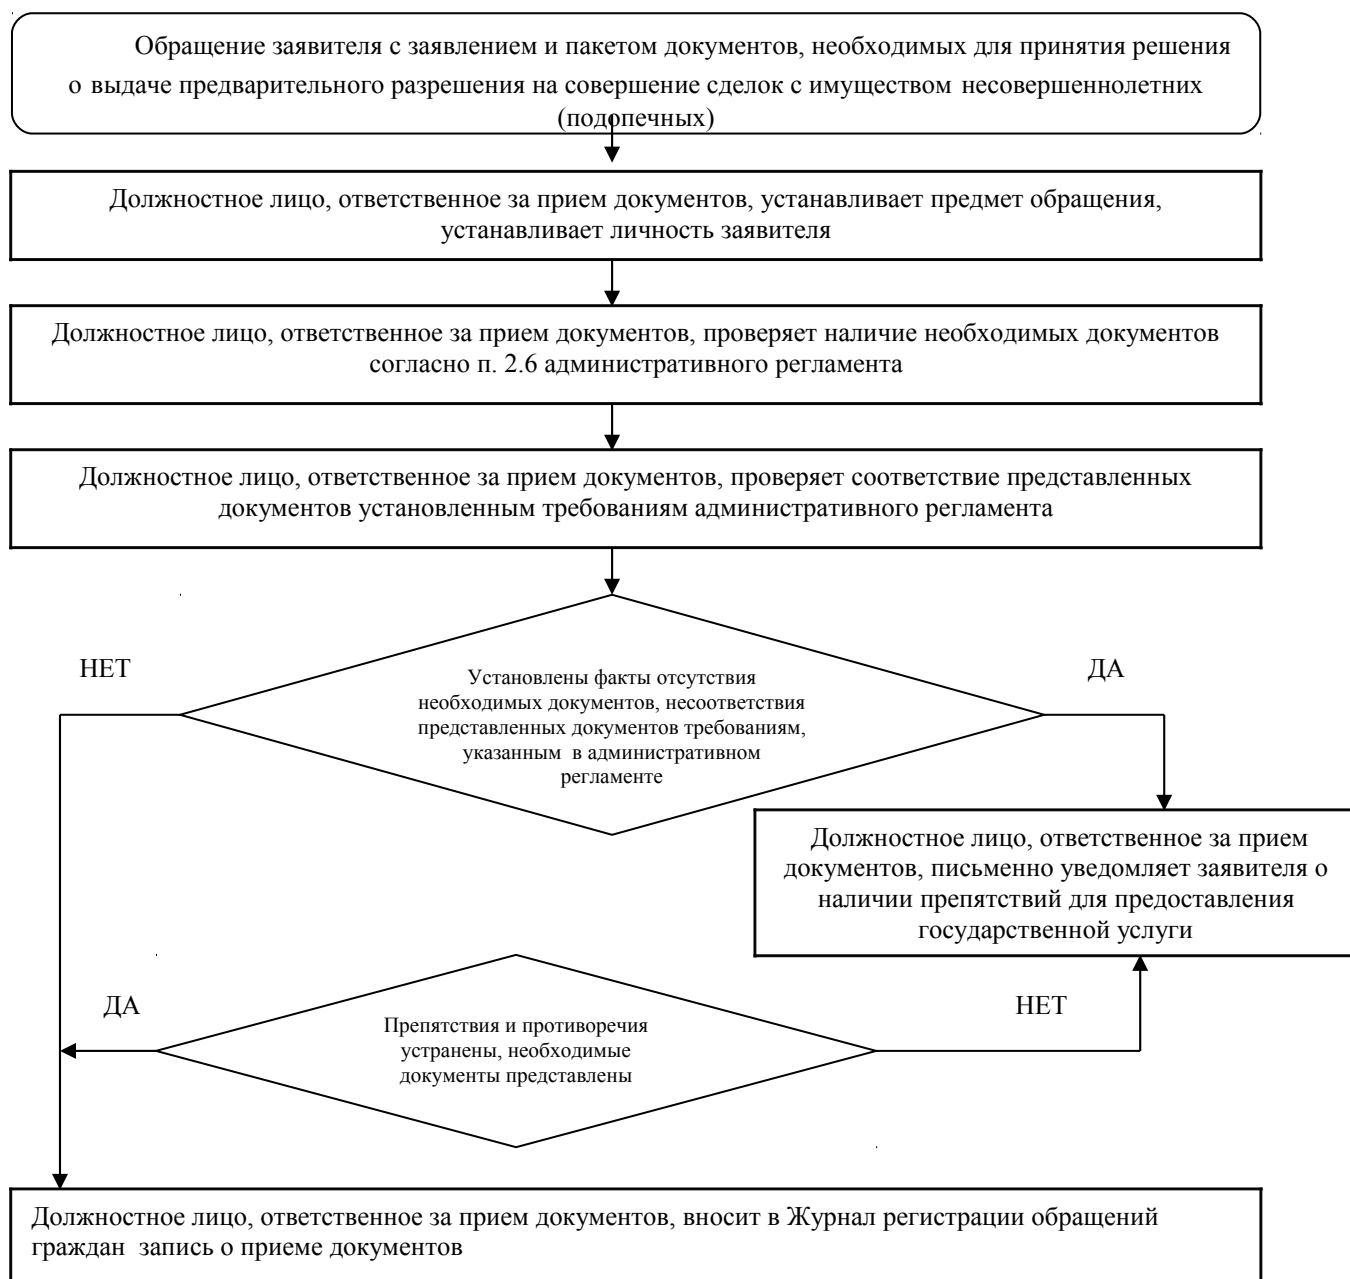 Обращение заявителя с заявлением и пакетом документов, необходимых для принятия решения
о выдаче предварительного разрешения на совершение сделок с имуществом несовершеннолетних
(подопечных)
Должностное лицо, ответственное за прием документов, устанавливает предмет обращения,
устанавливает личность заявителя
Должностное лицо, ответственное за прием документов, проверяет наличие необходимых документов
согласно п. 2.6 административного регламента
Должностное лицо, ответственное за прием документов, проверяет соответствие представленных
документов установленным требованиям административного регламента
НЕТ
ДА
Установлены факты отсутствия
необходимых документов, несоответствия
представленных документов требованиям,
указанным в административном
регламенте
Должностное лицо, ответственное за прием
документов, письменно уведомляет заявителя о
наличии препятствий для предоставления
государственной услуги
ДА
НЕТ
Препятствия и противоречия
устранены, необходимые
документы представлены
Должностное лицо, ответственное за прием документов, вносит в Журнал регистрации обращений
граждан запись о приеме документов